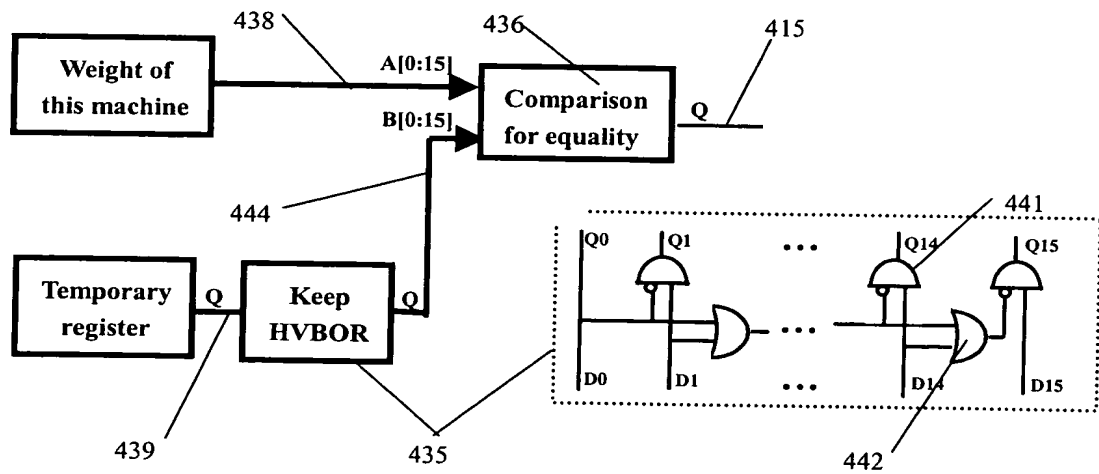 438
436
415
Weight of
this machine
A[0:15]
B[0:15]
Comparison
for equality
Q
444
441
Q0
Q1
•••
Q14
Q15
Temporary
register
Q
Keep
HVBOR
Q
•••
D0
D1
•••
D14
D15
439
435
442